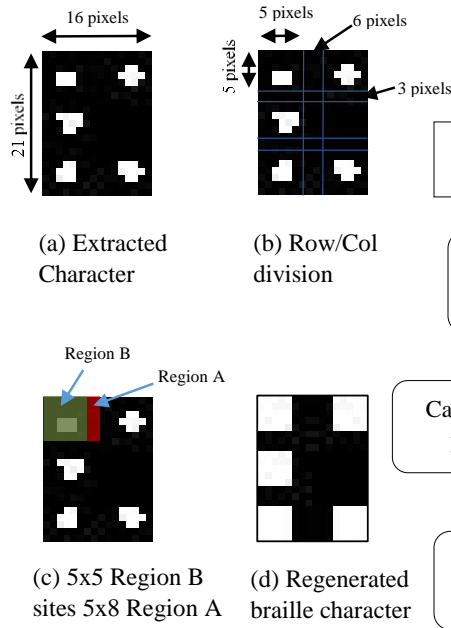 16 pixels
21 pixels
(a) Extracted
Character
5 pixels
6 pixels
5 pixels
3 pixels
(b) Row/Col
division
Region B
Region A
(c) 5x5 Region B
sites 5x8 Region A
(d) Regenerated
braille character
Ca